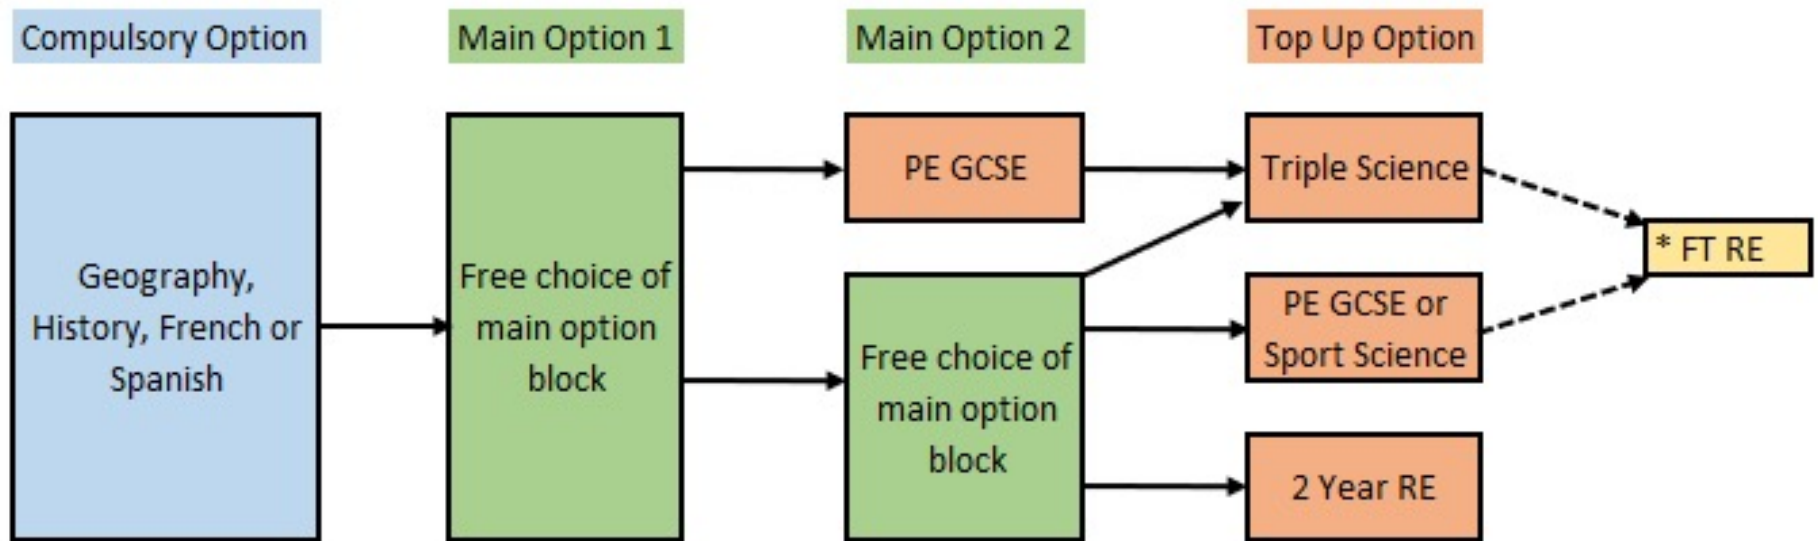 Compulsory Option
Main Option 1
Main Option 2
Top Up Option
Geography,
History, French or
Spanish
Free choice of
main option
block
PE GCSE
Free choice of
main option
block
Triple Science
PE GCSE or
Sport Science
2 Year RE
* FT RE